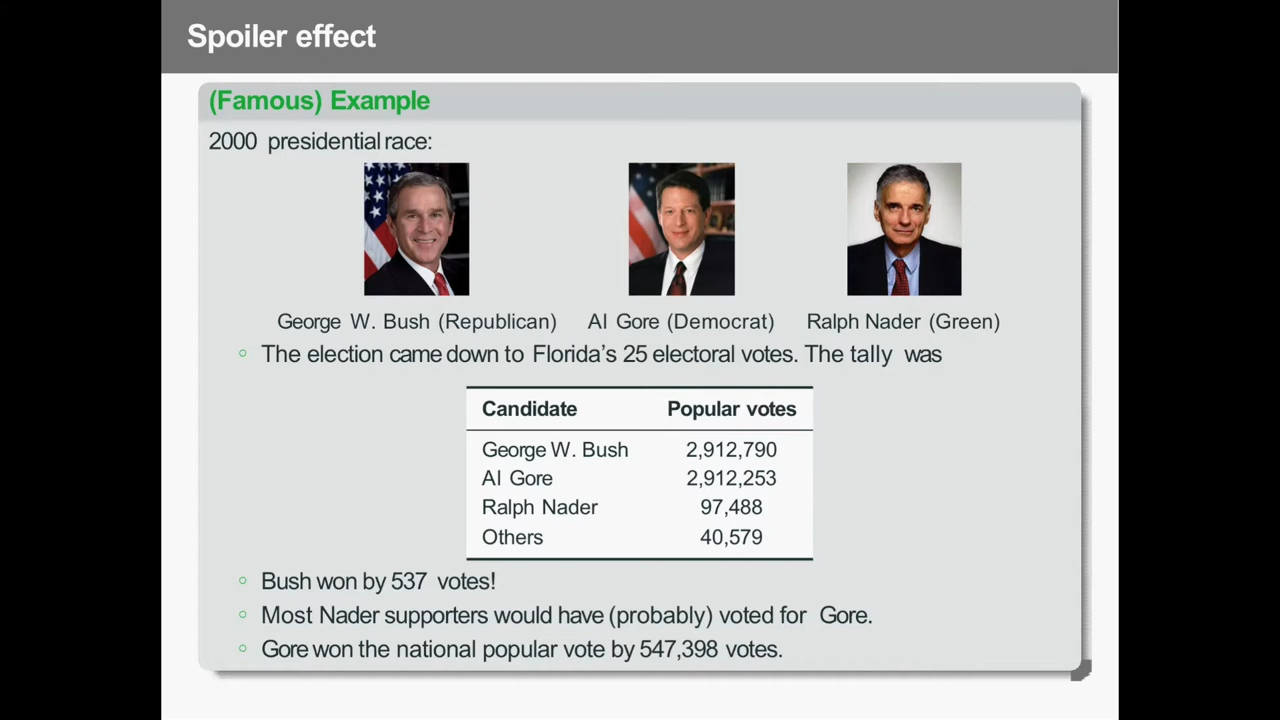 Spoiler effect
(Famous) Example
2000 presidential race:
George W. Bush (Republican) Al Gore (Democrat) Ralph Nader (Green)
The election came down to Florida's 25 electoral votes. The tally was
Candidate Popular votes
George W. Bush 2,912,790
Al Gore 2,912,253
Ralph Nader 97,488
Others 40,579
Bush won by 537 votes!
Most Nader supporters would have (probably) voted for Gore.
Gore won the national popular vote by 547,398 votes.